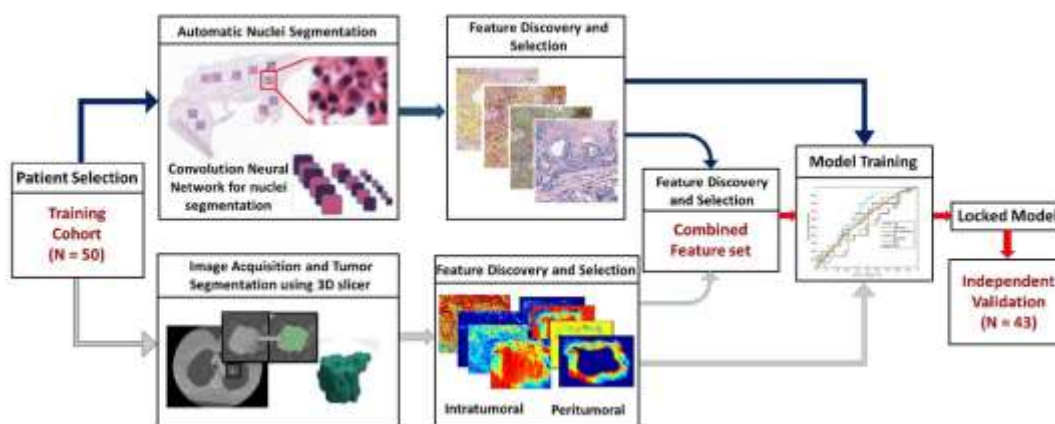 Patient Selection
Training
Cohort
(N = 50)
Automatic Nuclei Segmentation
Convolution Neural
Network for nuclei
segmentation
Feature Discovery and
Selection
Image Acquisition and Tumor
Segmentation using 3D slicer
Feature Discovery and Selection
Intratumoral Peritumoral
Feature Discovery
and Selection
Combined
Feature set
Model Training
Locked Model
Independent
Validation
(N = 43)